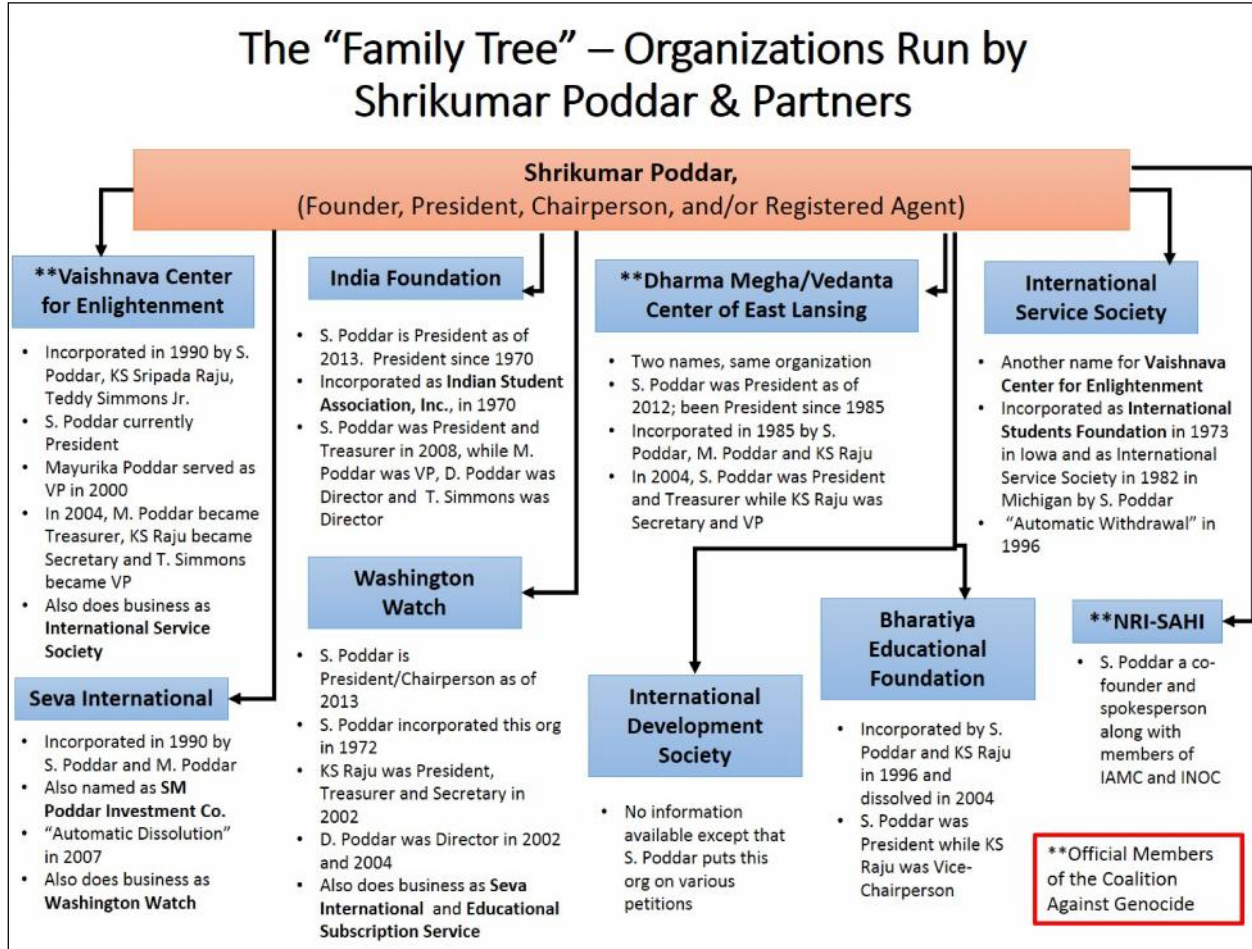 The “Family Tree” – Organizations Run by
Shrikumar Poddar & Partners
Shrikumar Poddar,
(Founder, President, Chairperson, and/or Registered Agent)
**Vaishnava Center
for Enlightenment
• Incorporated in 1990 by S.
Poddar, KS Sripada Raju,
Teddy Simmons Jr.
• S. Poddar currently
President
• Mayurika Poddar served as
VP in 2000
• In 2004, M. Poddar became
Treasurer, KS Raju became
Secretary and T. Simmons
became VP
• Also does business as
International Service
Society
Seva International
• Incorporated in 1990 by
S. Poddar and M. Poddar
• Also named as SM
Poddar Investment Co.
• “Automatic Dissolution”
in 2007
• Also does business as
Washington Watch
India Foundation
• S. Poddar is President as of
2013. President since 1970
• Incorporated as Indian Student
Association, Inc., in 1970
• S. Poddar was President and
Treasurer in 2008, while M.
Poddar was VP, D. Poddar was
Director and T. Simmons was
Director
Washington
Watch
• S. Poddar is
President/Chairperson as of
2013
• S. Poddar incorporated this org
in 1972
• KS Raju was President,
Treasurer and Secretary in
2002
• D. Poddar was Director in 2002
and 2004
• Also does business as Seva
International and Educational
Subscription Service
**Dharma Megha/Vedanta
Center of East Lansing
• Two names, same organization
• S. Poddar was President as of
2012; been President since 1985
• Incorporated in 1985 by S.
Poddar, M. Poddar and KS Raju
• In 2004, S. Poddar was President
and Treasurer while KS Raju was
Secretary and VP
International
Development
Society
• No information
available except that
S. Poddar puts this
org on various
petitions
Bharatiya
Educational
Foundation
• Incorporated by S.
Poddar and KS Raju
in 1996 and
dissolved in 2004
• S. Poddar was
President while KS
Raju was Vice-
Chairperson
International
Service Society
• Another name for Vaishnava
Center for Enlightenment
• Incorporated as International
Students Foundation in 1973
in Iowa and as International
Service Society in 1982 in
Michigan by S. Poddar
• “Automatic Withdrawal” in
1996
**NRI-SAHI
• S. Poddar a co-
founder and
spokesperson
along with
members of
IAMC and INOC
**Official Members
of the Coalition
Against Genocide